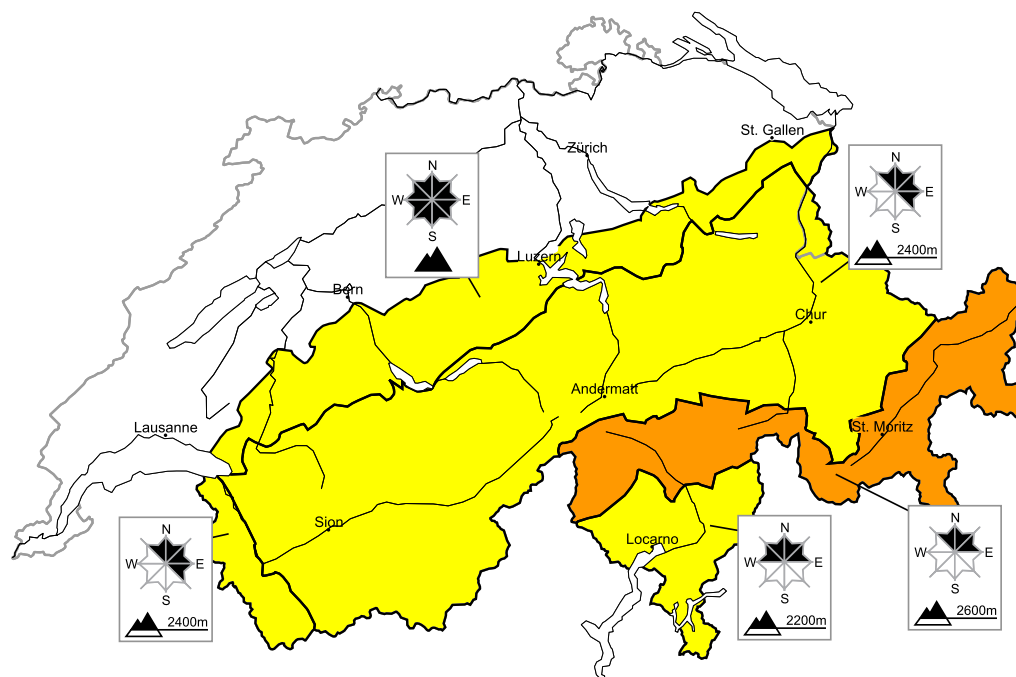 St. Gallen
Zürich
N
W E
S
N
W E
S
2400m
Luzern
Bern
Chur
Andermatt
Lausanne
St. Moritz
Sion
Locarno
N
W E
S
2400m
N
W E
S
2200m
N
W E
S
2600m